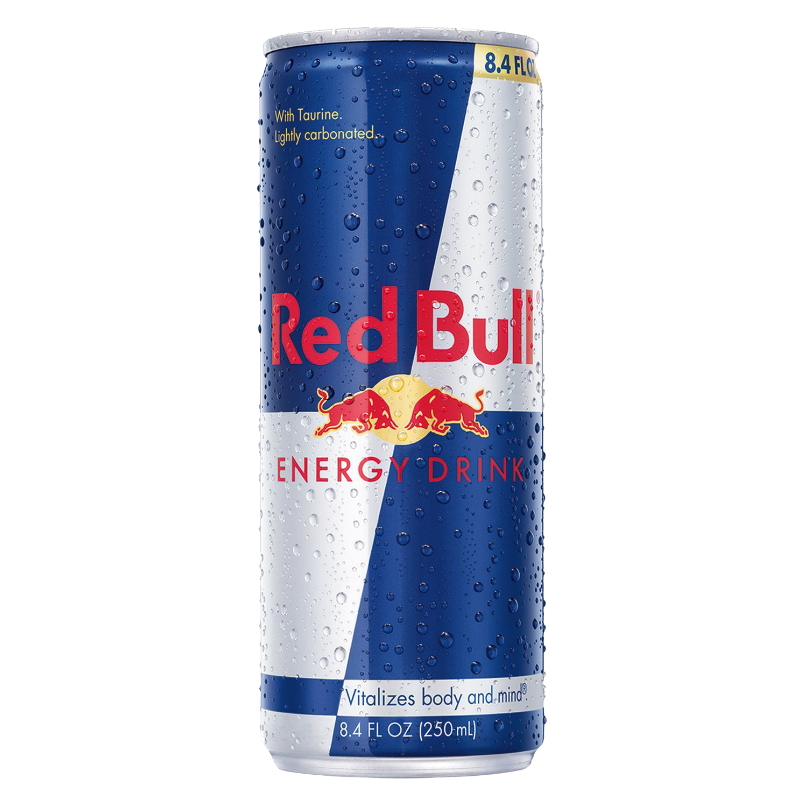 8.4 FL OZ
With Taurine.
Lightly carbonated.
Red Bull®
ENERGY DRINK
Vitalizes body and mind®.
8.4 FL OZ (250 mL)